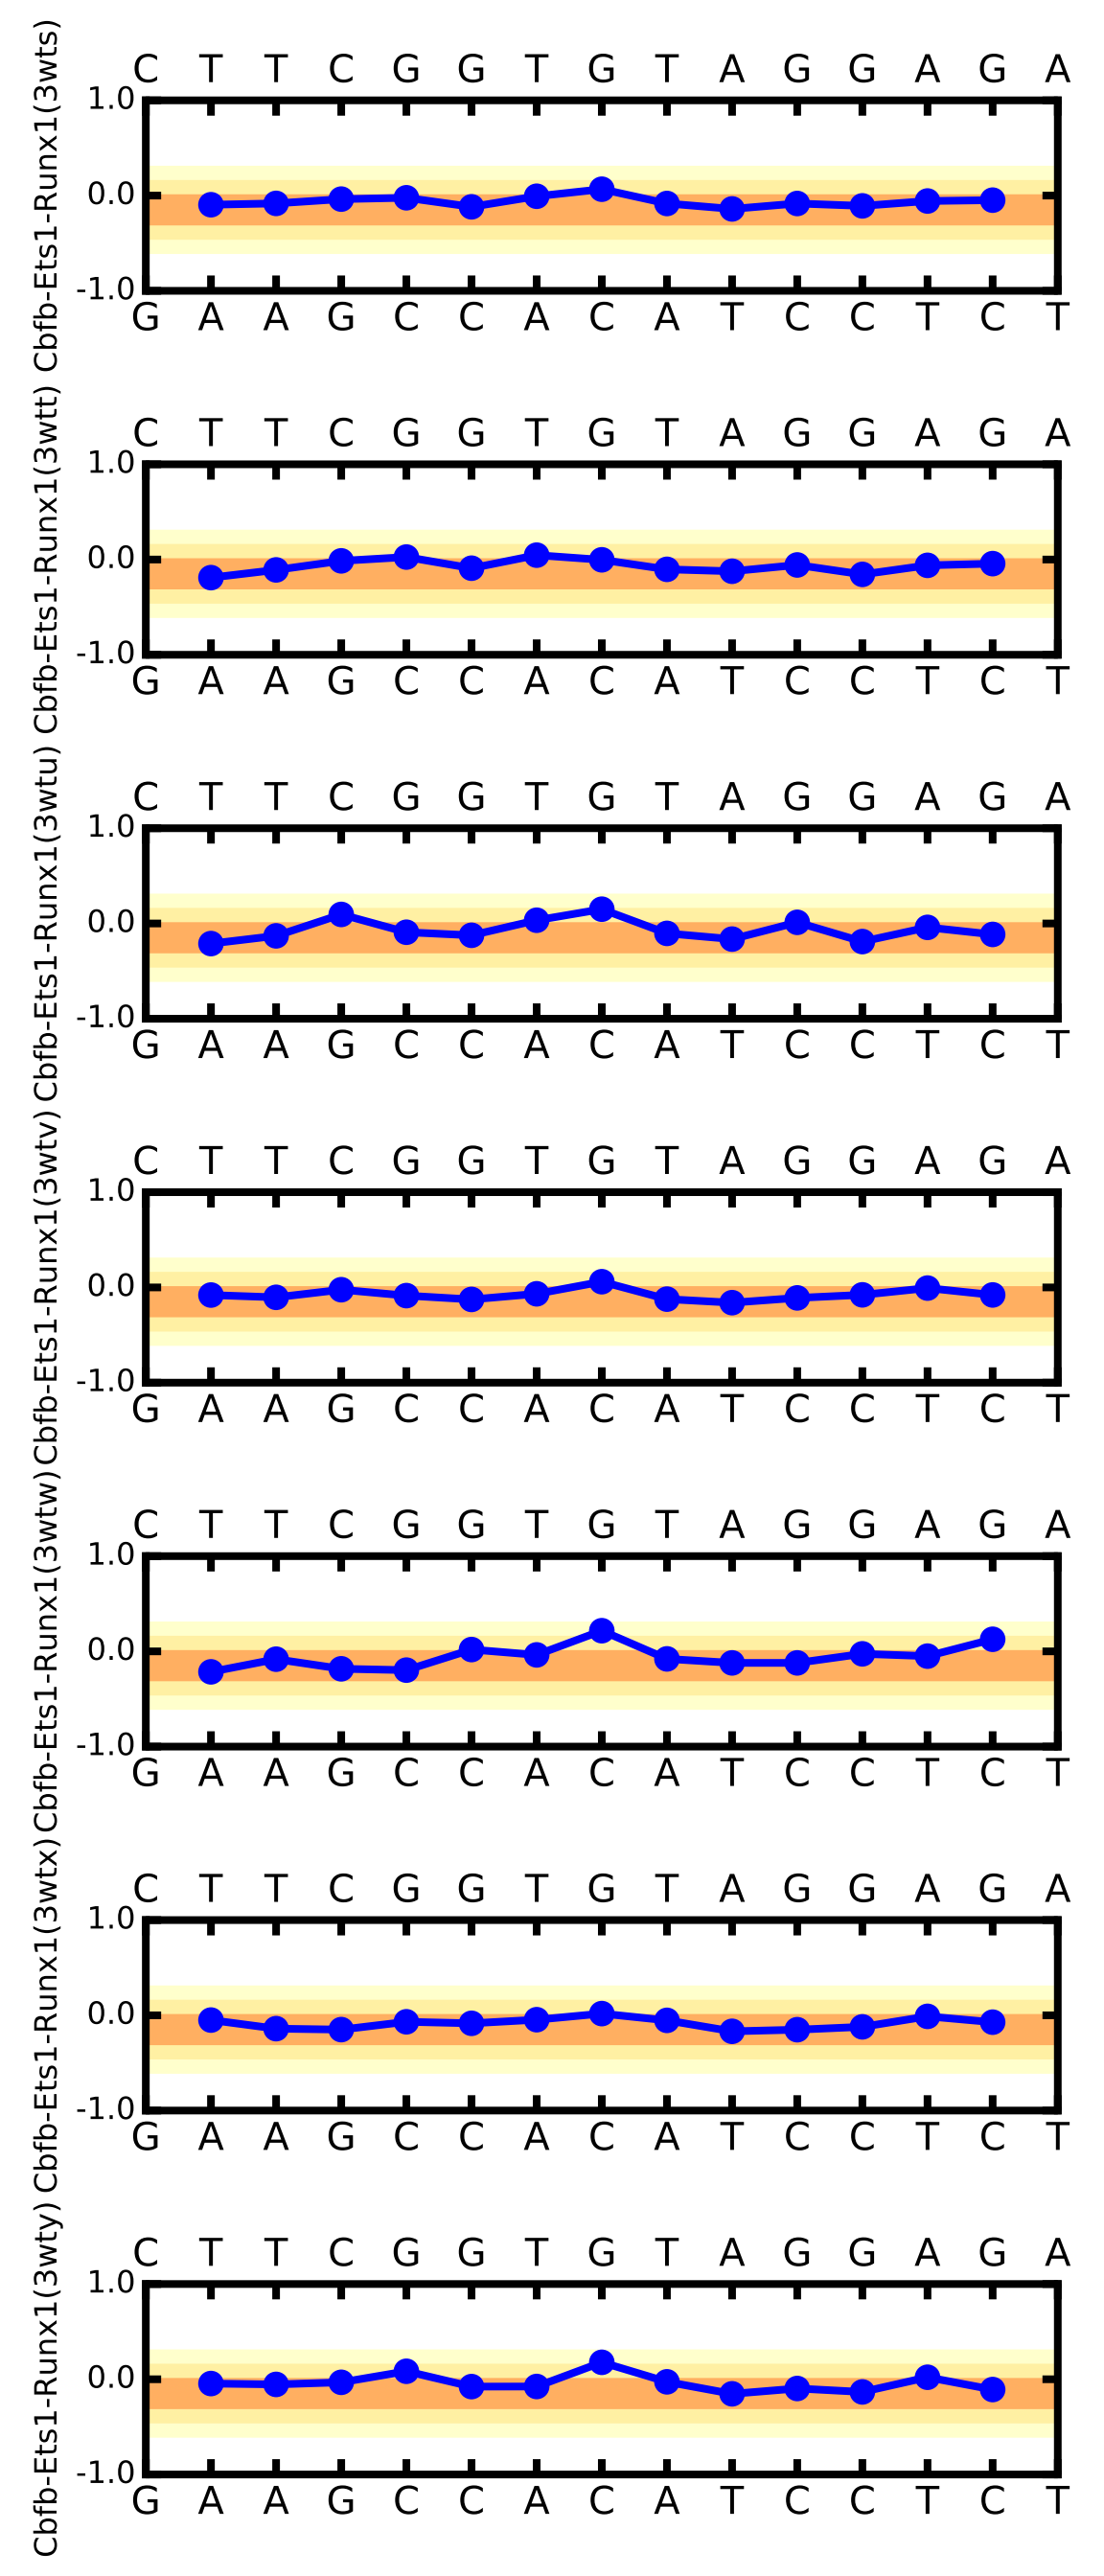 Cbfb-Ets1-Runx1(3wts)
C T T C G G T G T A G G A G A
1.0
0.0
-1.0
G A A G C C A C A T C C T C T
Cbfb-Ets1-Runx1(3wtt)
C T T C G G T G T A G G A G A
1.0
0.0
-1.0
G A A G C C A C A T C C T C T
Cbfb-Ets1-Runx1(3wtu)
C T T C G G T G T A G G A G A
1.0
0.0
-1.0
G A A G C C A C A T C C T C T
Cbfb-Ets1-Runx1(3wtv)
C T T C G G T G T A G G A G A
1.0
0.0
-1.0
G A A G C C A C A T C C T C T
Cbfb-Ets1-Runx1(3wtw)
C T T C G G T G T A G G A G A
1.0
0.0
-1.0
G A A G C C A C A T C C T C T
Cbfb-Ets1-Runx1(3wtx)
C T T C G G T G T A G G A G A
1.0
0.0
-1.0
G A A G C C A C A T C C T C T
Cbfb-Ets1-Runx1(3wty)
C T T C G G T G T A G G A G A
1.0
0.0
-1.0
G A A G C C A C A T C C T C T